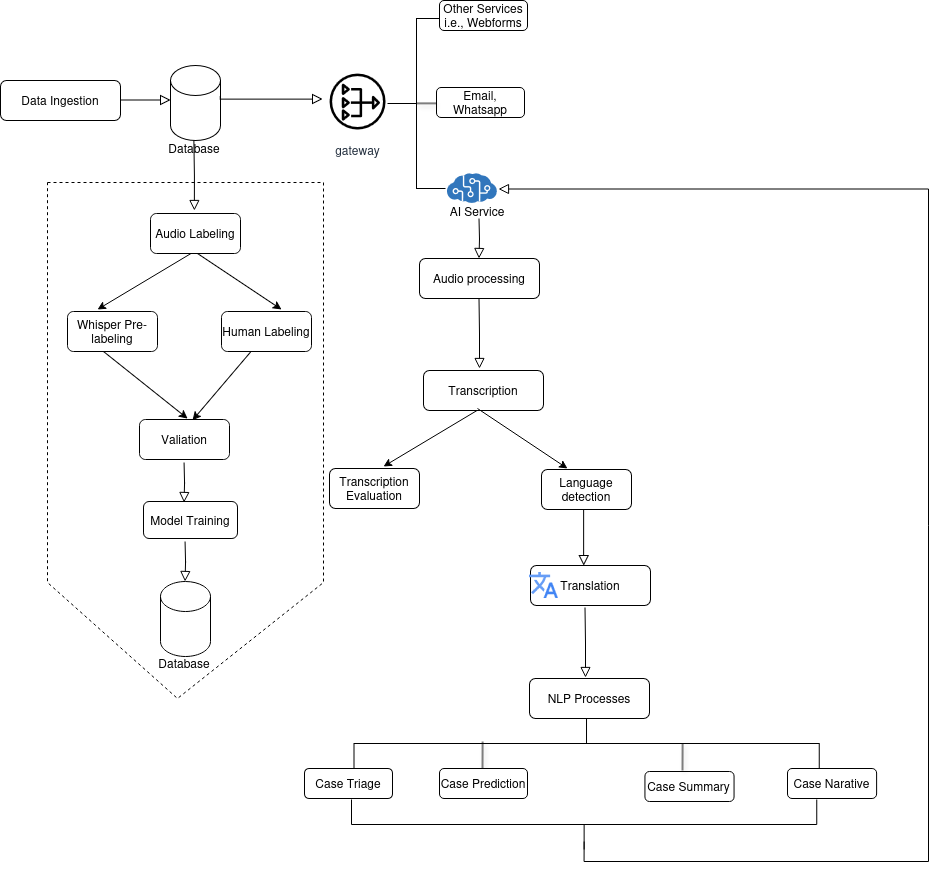 Other Services
i.e., Webforms
Data Ingestion
Email,
Whatsapp
Database
gateway
AI Service
Audio Labeling
Audio processing
Whisper Pre-
labeling
Human Labeling
Transcription
Valiation
Transcription
Evaluation
Language
detection
Model Training
文A Translation
Database
NLP Processes
Case Triage
Case Prediction
Case Summary
Case Narative